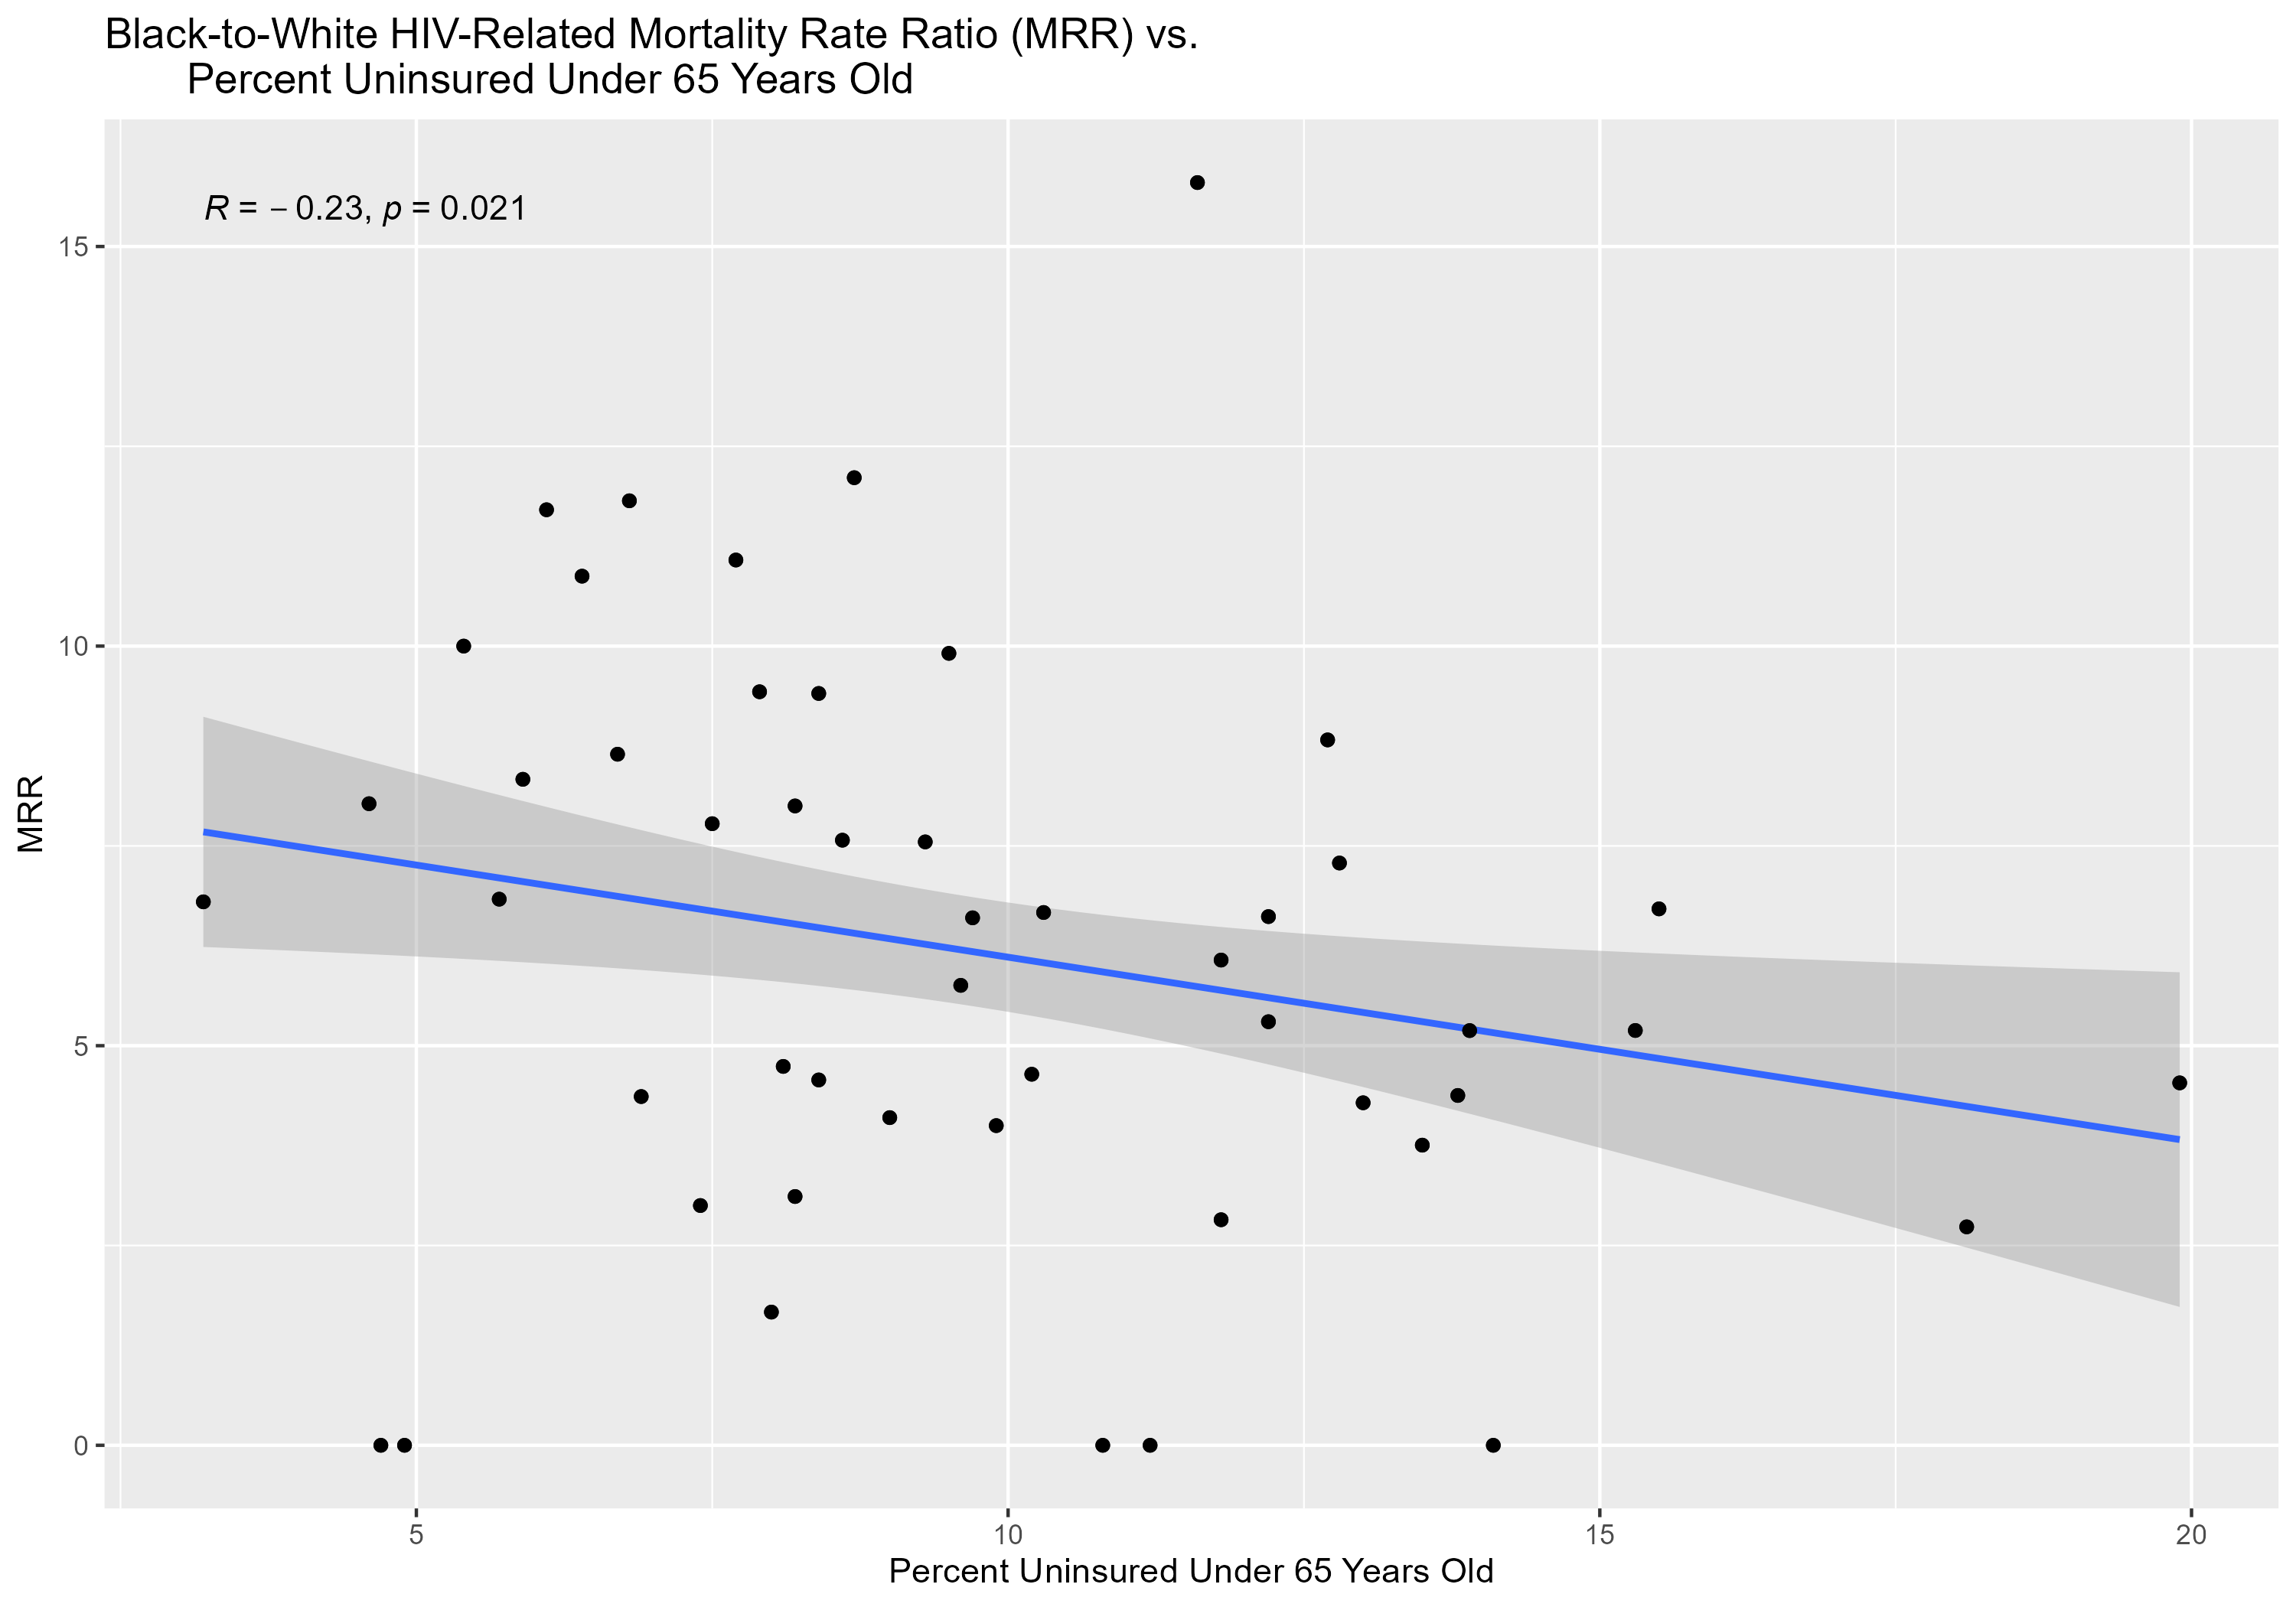 Black-to-White HIV-Related Mortality Rate Ratio (MRR) vs.
Percent Uninsured Under 65 Years Old
R = − 0.23, p = 0.021
15
10
5
0
MRR
5
10
15
20
Percent Uninsured Under 65 Years Old